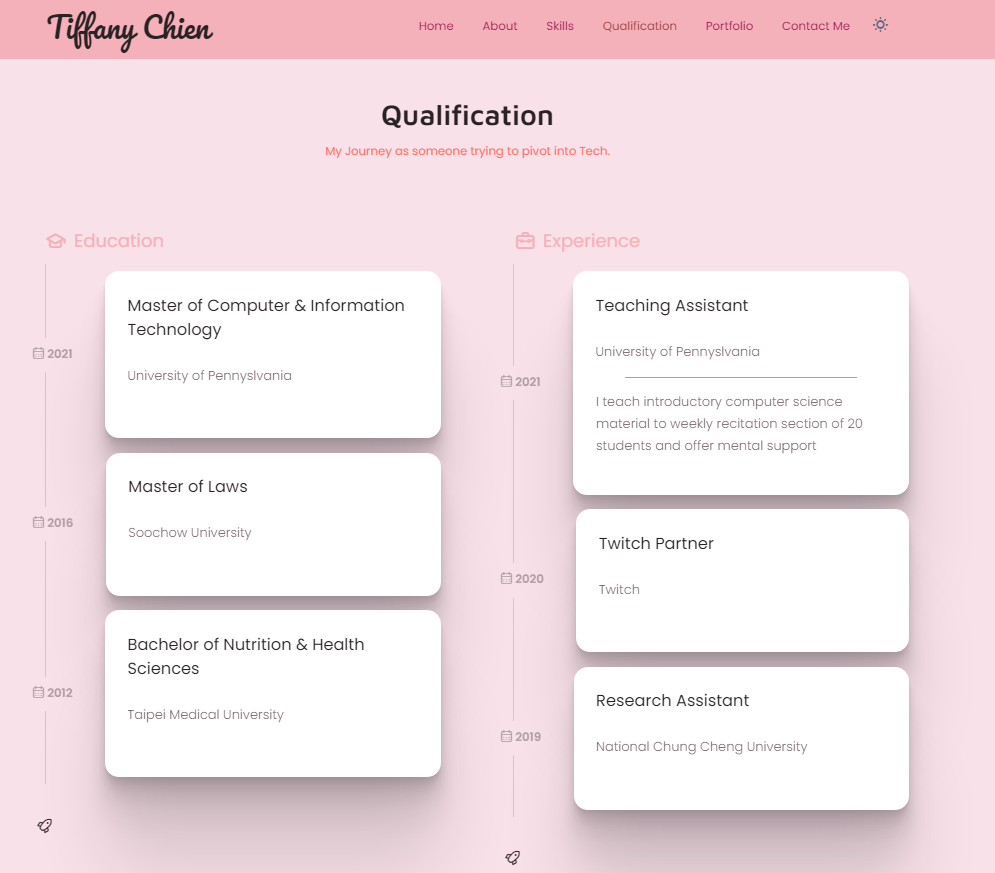 Tiffany Chien
Home About Skills Qualification Portfolio Contact Me
Qualification
My Journey as someone trying to pivot into Tech.
Education
2021
Master of Computer & Information
Technology
University of Pennyslvania
2016
Master of Laws
Soochow University
2012
Bachelor of Nutrition & Health
Sciences
Taipei Medical University
Experience
2021
Teaching Assistant
University of Pennyslvania
I teach introductory computer science
material to weekly recitation section of 20
students and offer mental support
2020
Twitch Partner
Twitch
2019
Research Assistant
National Chung Cheng University